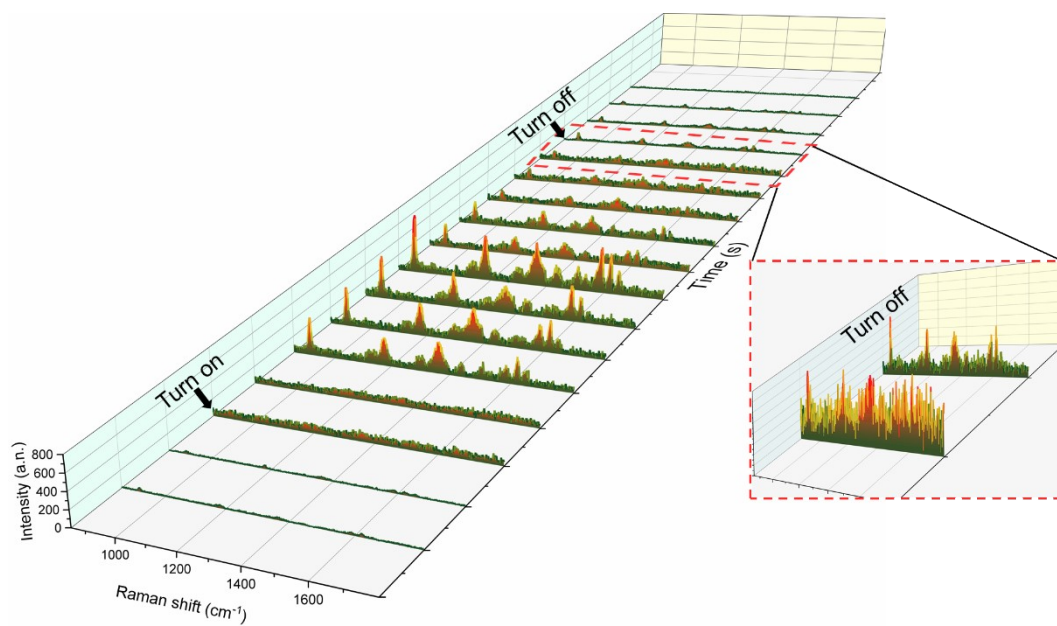 Turn off
Turn on
Time (s)
Turn off
Intensity (a.n.)
800
600
400
200
0
1000
1200
1400
1600
Raman shift (cm⁻¹)